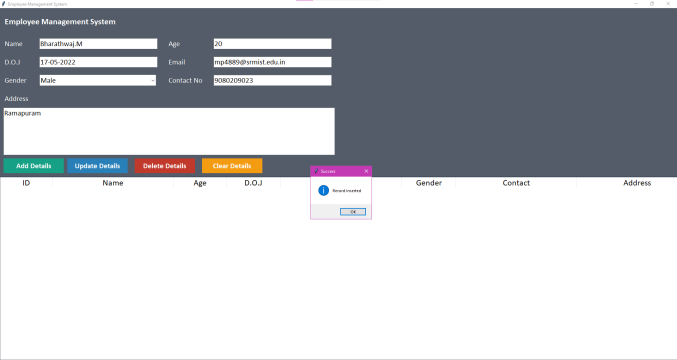 Employee Management System
Employee Management System
Name Bharathwaj.M Age 20
D.O.J 17-05-2022 Email mp4889@srmist.edu.in
Gender Male Contact No 9080209023
Address
Ramapuram
Add Details Update Details Delete Details Clear Details
Success
ID Name Age D.O.J Gender Contact Address
Record Inserted
OK